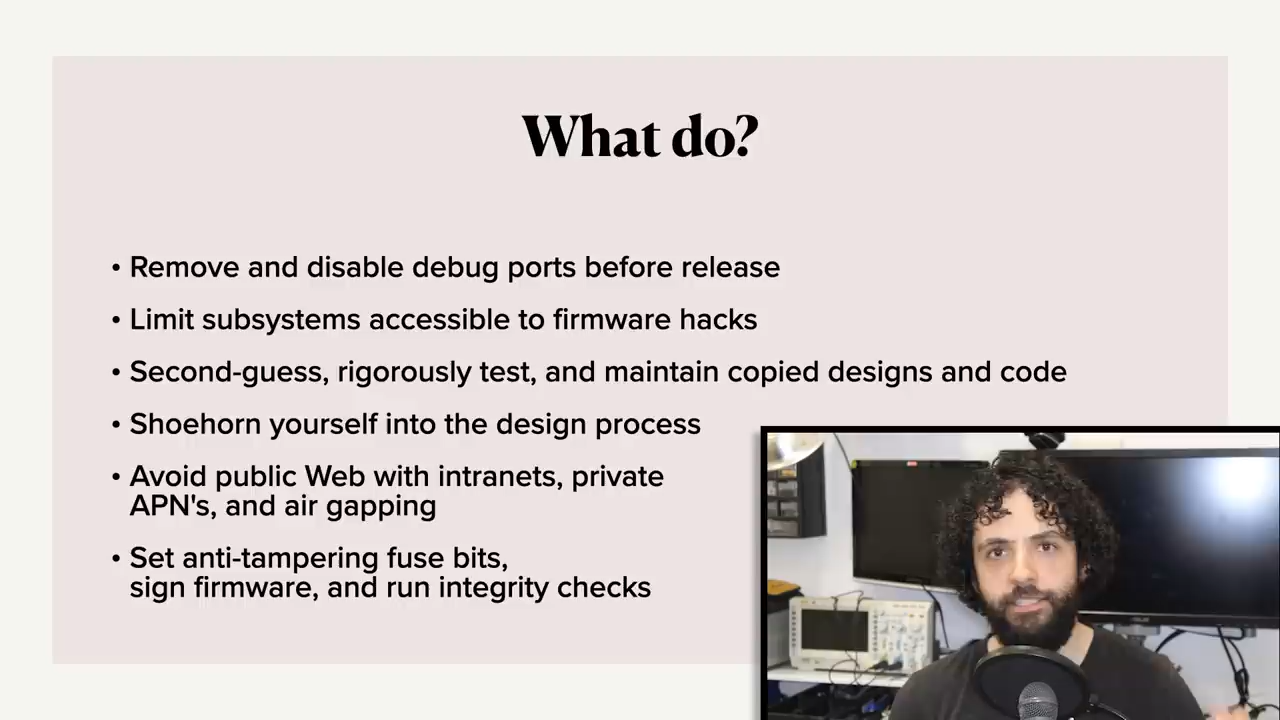 What do?
• Remove and disable debug ports before release
• Limit subsystems accessible to firmware hacks
• Second-guess, rigorously test, and maintain copied designs and code
• Shoehorn yourself into the design process
• Avoid public Web with intranets, private
APN's, and air gapping
• Set anti-tampering fuse bits,
sign firmware, and run integrity checks